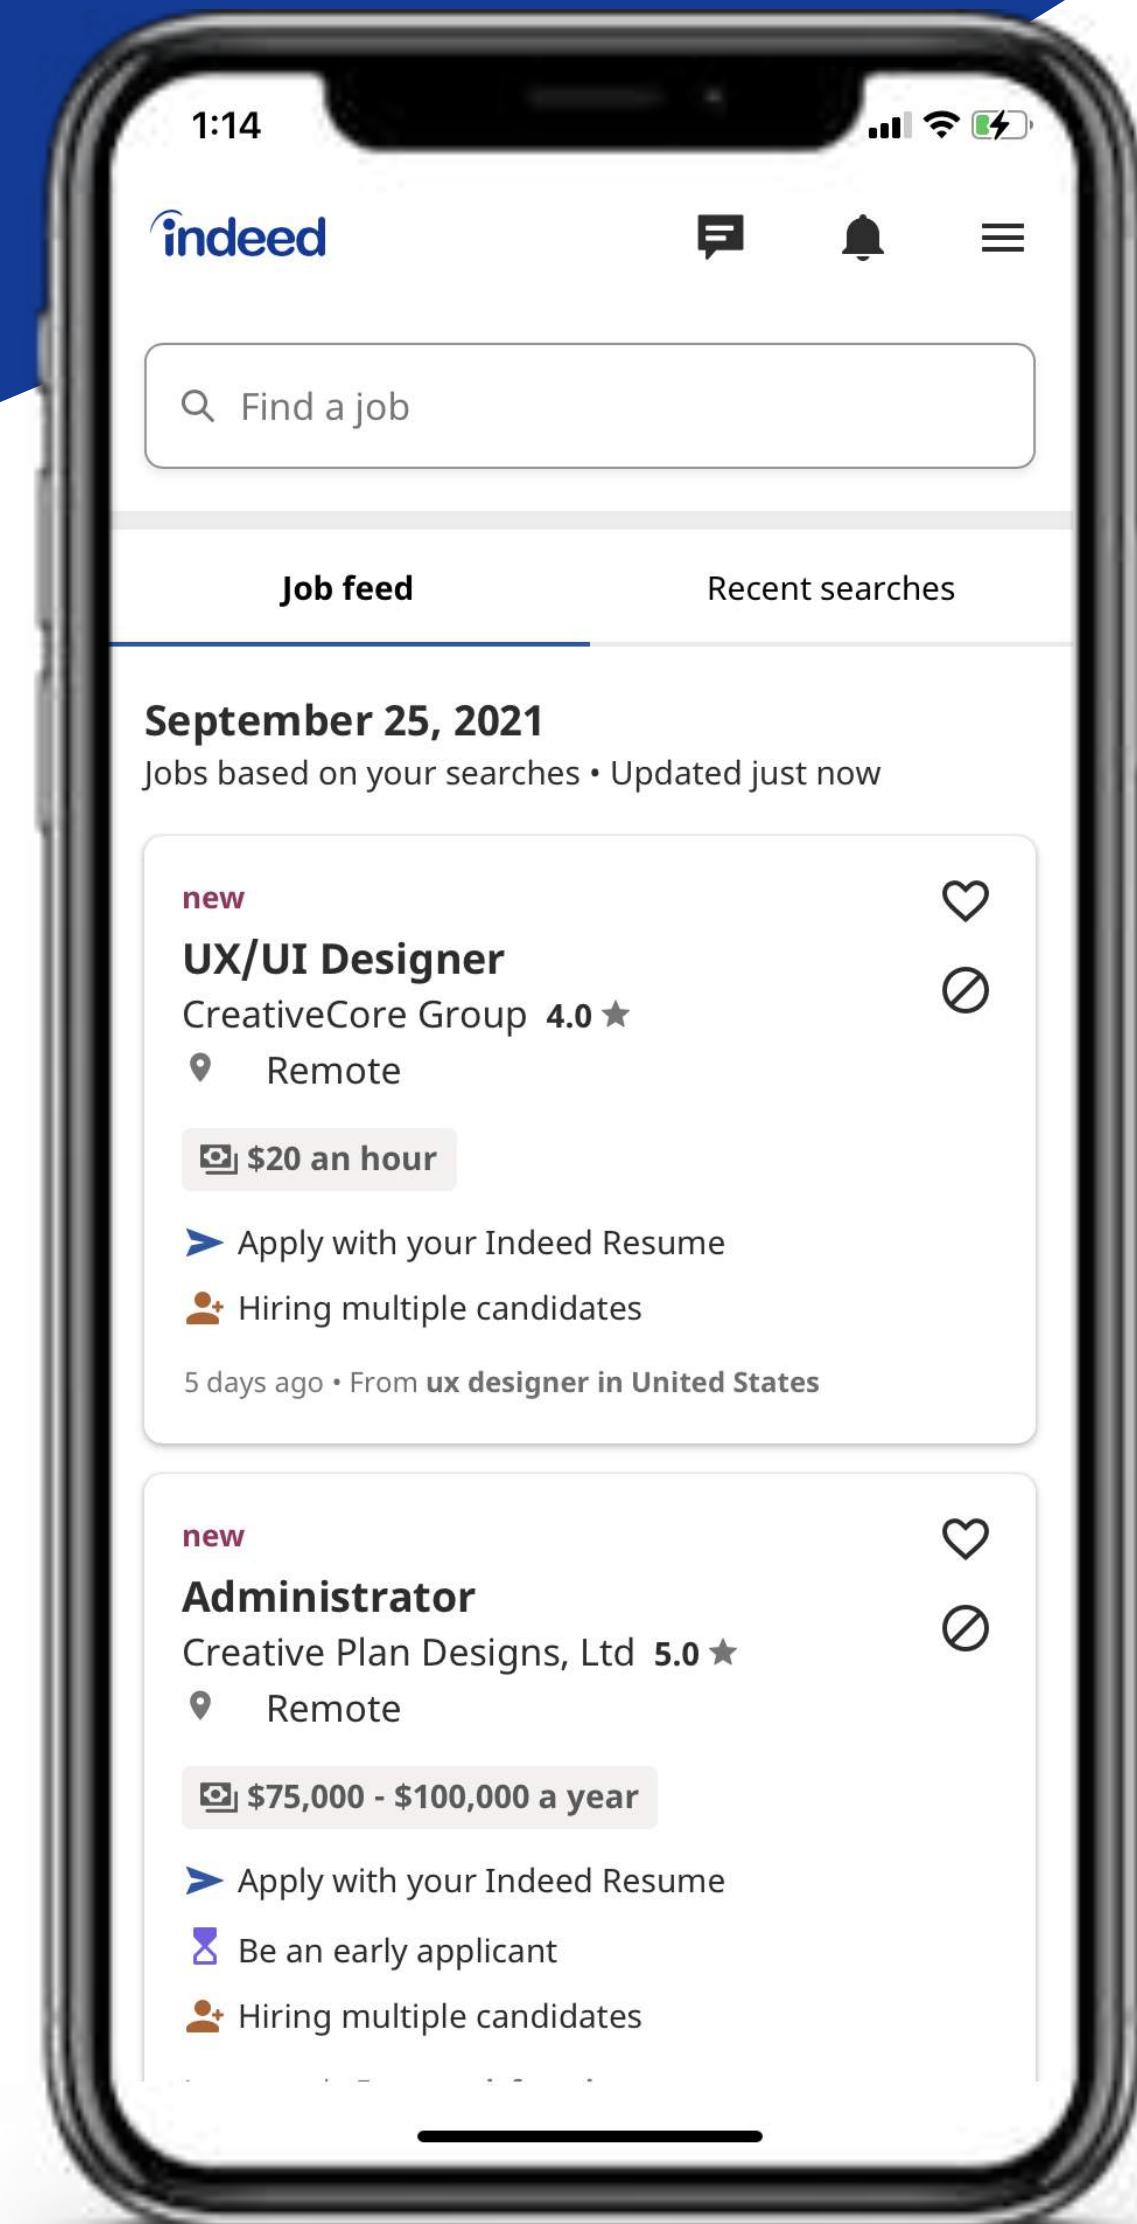 1:14
indeed
Find a job
Job feed
Recent searches
September 25, 2021
Jobs based on your searches • Updated just now
new
UX/UI Designer
CreativeCore Group 4.0
Remote
$20 an hour
Apply with your Indeed Resume
Hiring multiple candidates
5 days ago • From ux designer in United States
new
Administrator
Creative Plan Designs, Ltd 5.0
Remote
$75,000 - $100,000 a year
Apply with your Indeed Resume
Be an early applicant
Hiring multiple candidates